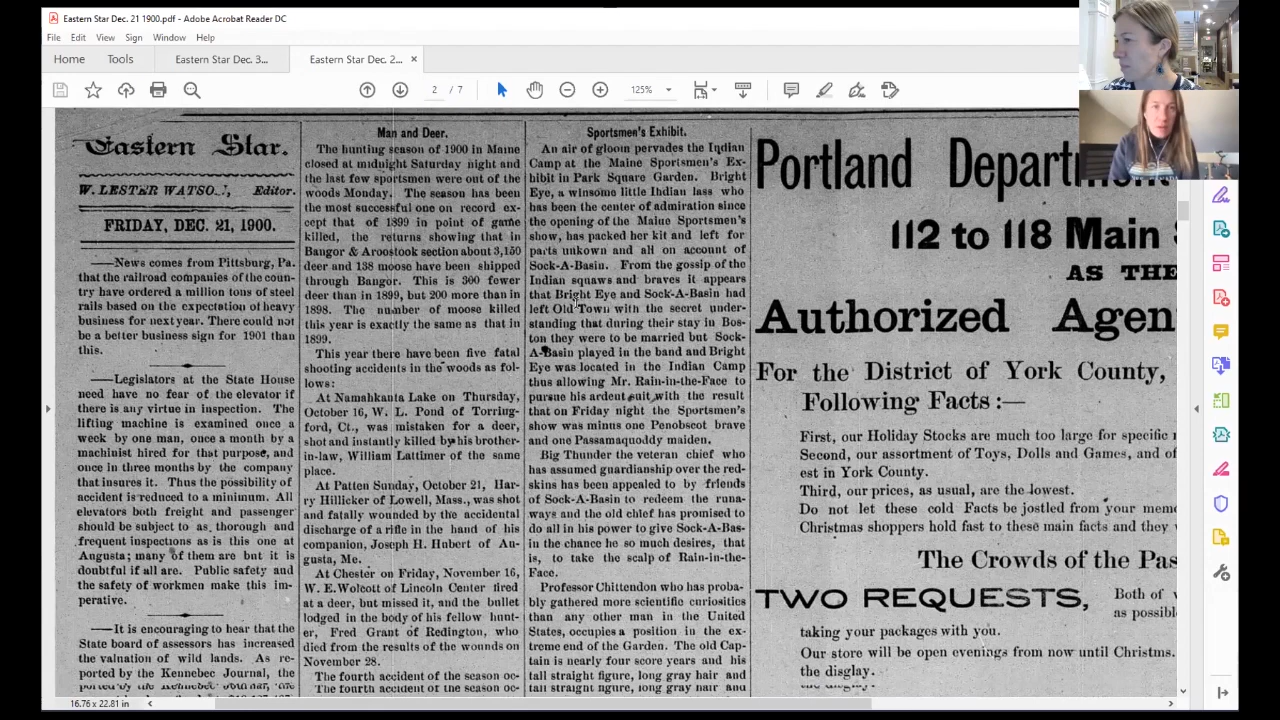 Eastern Star Dec. 21 1900.pdf - Adobe Acrobat Reader DC
File Edit View Sign Window Help
Home Tools Eastern Star Dec. 3... Eastern Star Dec. 2... ×
2 / 7 125%
Eastern Star.
W. LESTER WATSON, Editor.
FRIDAY, DEC. 21, 1900.
—News comes from Pittsburg, Pa.
that the railroad companies of the coun-
try have ordered a million tons of steel
rails based on the expectation of heavy
business for next year. There could not
be a better business sign for 1901 than
this.
—Legislators at the State House
need have no fear of the elevator if
there is any virtue in inspection. The
lifting machine is examined once a
week by one man, once a month by a
machinist hired for that purpose, and
once in three months by the company
that insures it. Thus the possibility of
accident is reduced to a minimum. All
elevators both freight and passenger
should be subject to as thorough and
frequent inspections as is this one at
Augusta; many of them are but it is
doubtful if all are. Public safety and
the safety of workmen make this im-
perative.
—It is encouraging to hear that the
State board of assessors has increased
the valuation of wild lands. As re-
ported by the Kennebec Journal, the
Man and Deer.
The hunting season of 1900 in Maine
closed at midnight Saturday night and
the last few sportsmen were out of the
woods Monday. The season has been
the most successful one on record ex-
cept that of 1899 in point of game
killed, the returns showing that in
Bangor & Aroostook section about 3,150
deer and 138 moose have been shipped
through Bangor. This is 300 fewer
deer than in 1899, but 200 more than in
1898. The number of moose killed
this year is exactly the same as that in
1899.
This year there have been five fatal
shooting accidents in the woods as fol-
lows:
At Namahkanta Lake on Thursday,
October 16, W. L. Pond of Torring-
ford, Ct., was mistaken for a deer,
shot and instantly killed by his brother-
in-law, William Lattimer of the same
place.
At Patten Sunday, October 21, Har-
ry Hillicker of Lowell, Mass., was shot
and fatally wounded by the accidental
discharge of a rifle in the hand of his
companion, Joseph H. Hubert of Au-
gusta, Me.
At Chester on Friday, November 16,
W. E. Wolcott of Lincoln Center fired
at a deer, but missed it, and the bullet
lodged in the body of his fellow hunt-
er, Fred Grant of Redington, who
died from the results of the wounds on
November 28.
The fourth accident of the season oc-
Sportsmen's Exhibit.
An air of gloom pervades the Indian
Camp at the Maine Sportsmen's Ex-
hibit in Park Square Garden. Bright
Eye, a winsome little Indian lass who
has been the center of admiration since
the opening of the Maine Sportsmen's
show, has packed her kit and left for
parts unkown and all on account of
Sock-A-Basin. From the gossip of the
Indian squaws and braves it appears
that Bright Eye and Sock-A-Basin had
left Old Town with the secret under-
standing that during their stay in Bos-
ton they were to be married but Sock-
A-Basin played in the band and Bright
Eye was located in the Indian Camp
thus allowing Mr. Rain-in-the-Face to
pursue his ardent suit with the result
that on Friday night the Sportsmen's
show was minus one Penobscot brave
and one Passamaquoddy maiden.
Big Thunder the veteran chief who
has assumed guardianship over the red-
skins has been appealed to by friends
of Sock-A-Basin to redeem the runa-
ways and the old chief has promised to
do all in his power to give Sock-A-Bas-
in the chance he so much desires, that
is, to take the scalp of Rain-in-the-
Face.
Professor Chittendon who has proba-
bly gathered more scientific curiosities
than any other man in the United
States, occupies a position in the ex-
treme end of the Garden. The old Cap-
tain is nearly four score years and his
tall straight figure, long gray hair and
Portland Depart
112 to 118 Main
AS THE
Authorized Agen
For the District of York County,
Following Facts :—
First, our Holiday Stocks are much too large for specific
Second, our assortment of Toys, Dolls and Games, and of
est in York County.
Third, our prices, as usual, are the lowest.
Do not let these cold Facts be jostled from your mem
Christmas shoppers hold fast to these main facts and they
The Crowds of the Pas
TWO REQUESTS, Both of
as possibl
taking your packages with you.
Our store will be open evenings from now until Christms.
the disglay.
16.76 x 22.81 in